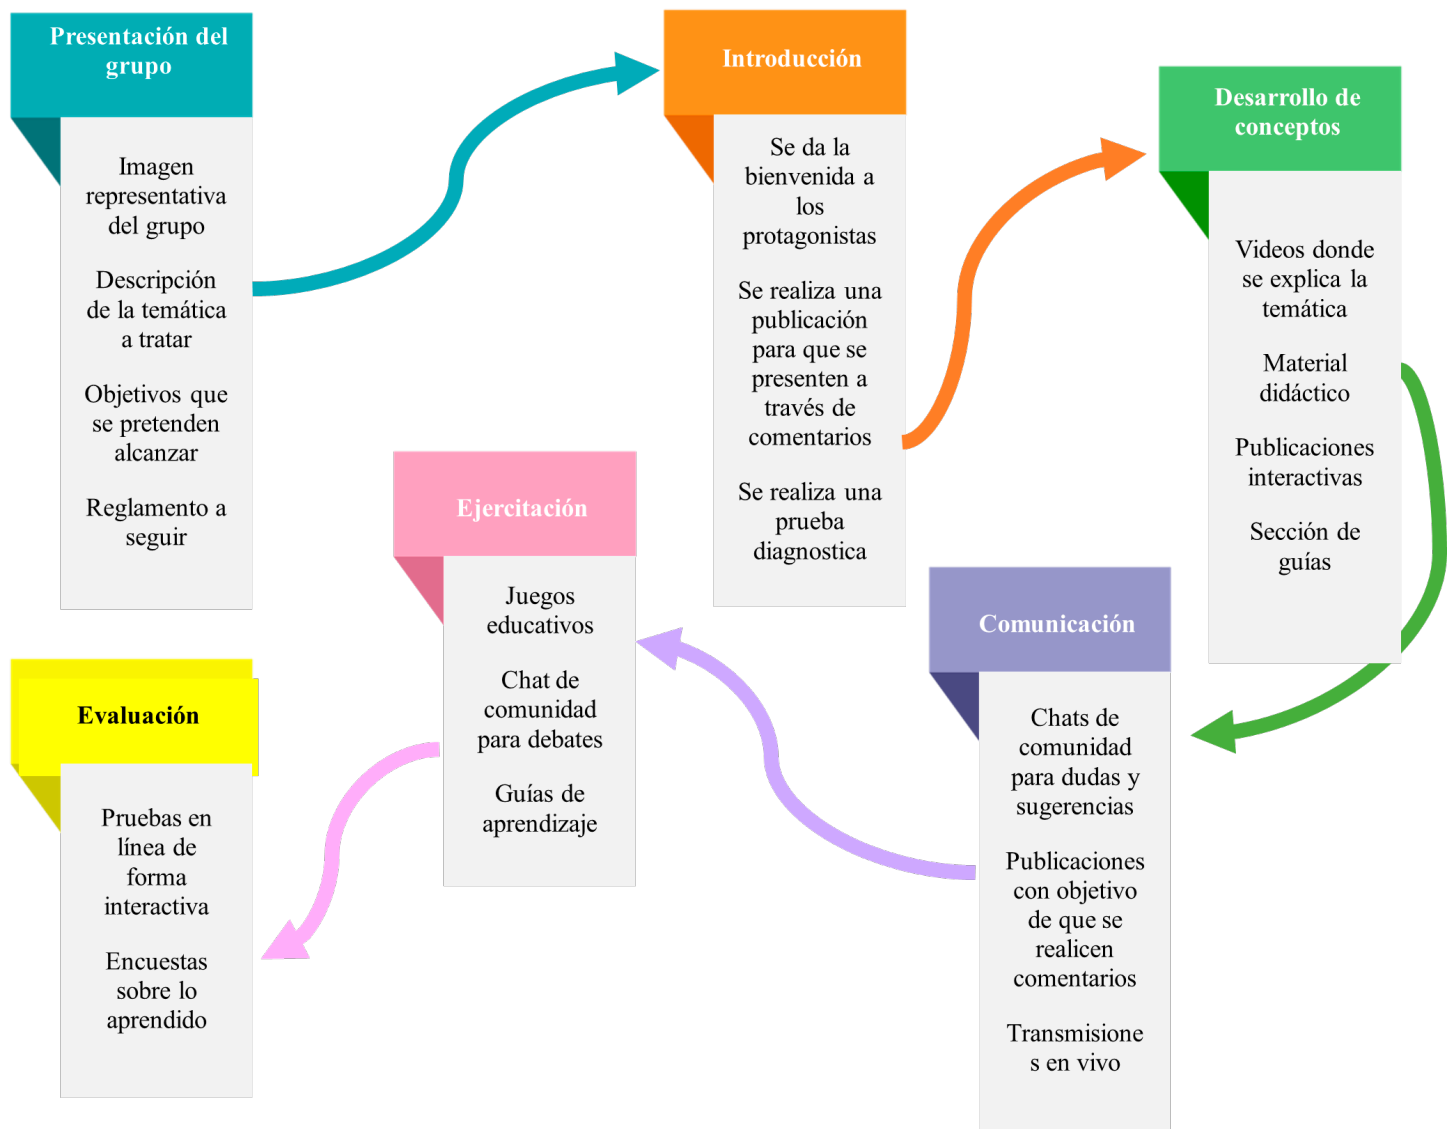 Presentación del
grupo
Imagen
representativa
del grupo
Descripción
de la temática
a tratar
Objetivos que
se pretenden
alcanzar
Reglamento a
seguir
Introducción
Se da la
bienvenida a
los
protagonistas
Se realiza una
publicación
para que se
presenten a
través de
comentarios
Se realiza una
prueba
diagnostica
Desarrollo de
conceptos
Videos donde
se explica la
temática
Material
didáctico
Publicaciones
interactivas
Sección de
guías
Comunicación
Chats de
comunidad
para dudas y
sugerencias
Publicaciones
con objetivo
de que se
realicen
comentarios
Transmisione
s en vivo
Ejercitación
Juegos
educativos
Chat de
comunidad
para debates
Guías de
aprendizaje
Evaluación
Pruebas en
línea de
forma
interactiva
Encuestas
sobre lo
aprendido